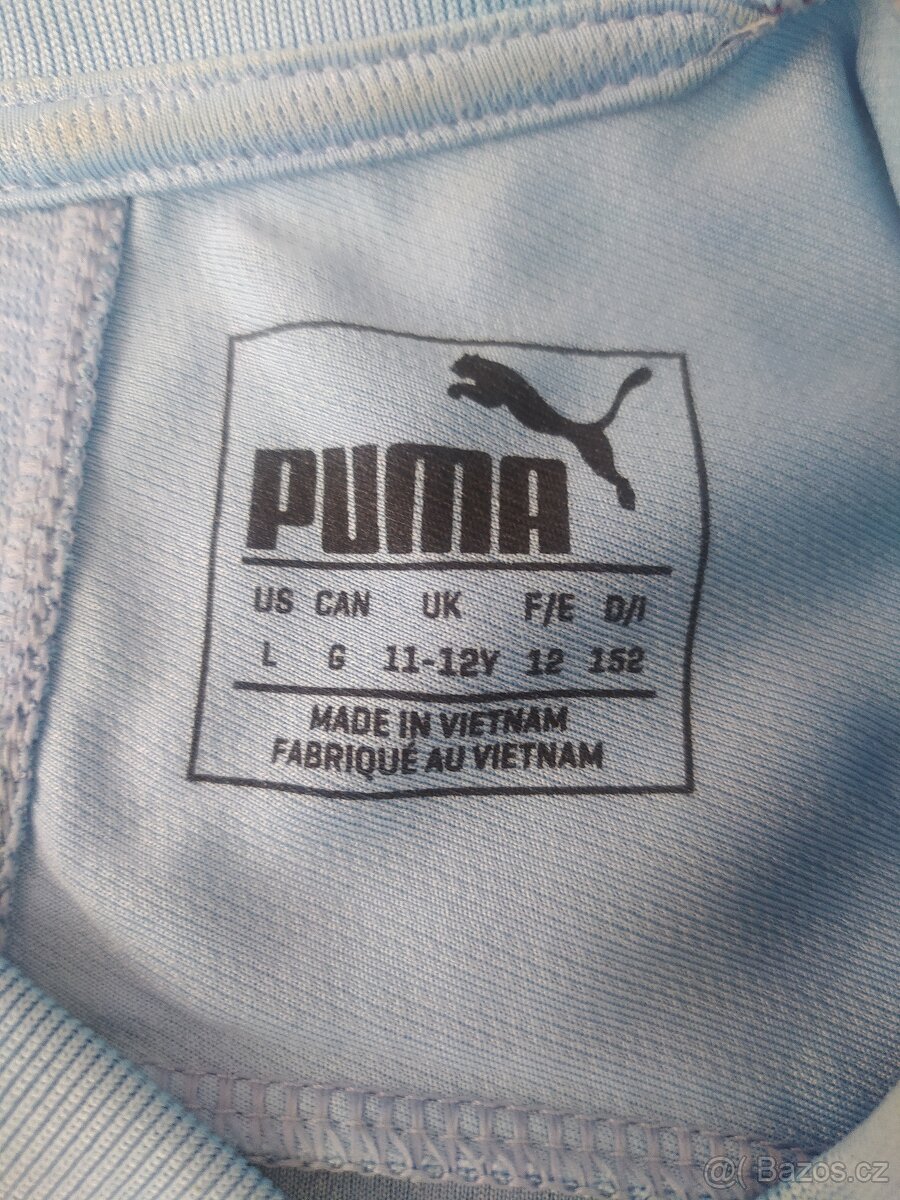 PUMA
US CAN UK F/E D/I
L G 11-12Y 12 152
MADE IN VIETNAM
FABRIQUÉ AU VIETNAM
@( Bazos.cz